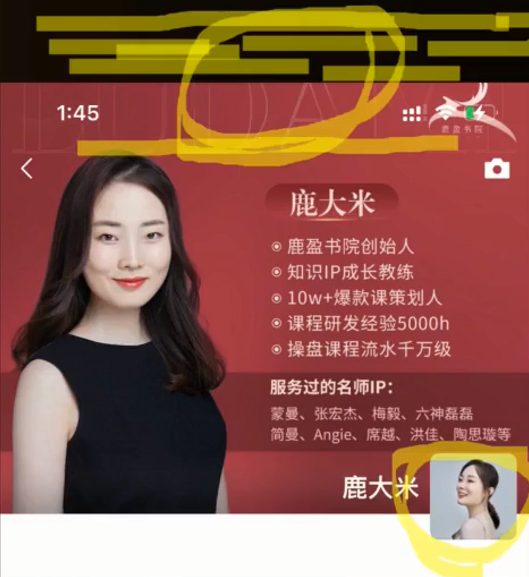 1:45
鹿盈书院
鹿大米
鹿盈书院创始人
知识IP成长教练
10w+爆款课策划人
课程研发经验5000h
操盘课程流水千万级
服务过的名师IP：
蒙曼、张宏杰、梅毅、六神磊磊
简曼、Angie、席越、洪佳、陶思璇等
鹿大米